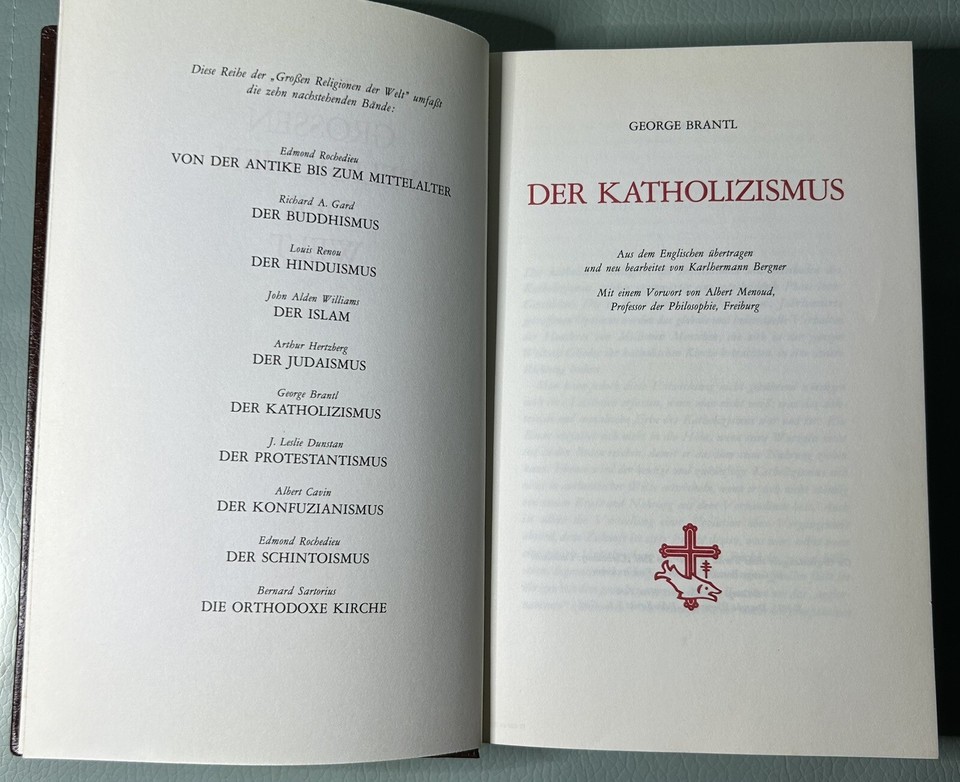 Diese Reihe der „Großen Religionen der Welt" umfaßt
die zehn nachstehenden Bände:
Edmond Rochedieu
VON DER ANTIKE BIS ZUM MITTELALTER
Richard A. Gard
DER BUDDHISMUS
Louis Renou
DER HINDUISMUS
John Alden Williams
DER ISLAM
Arthur Hertzberg
DER JUDAISMUS
George Brantl
DER KATHOLIZISMUS
J. Leslie Dunstan
DER PROTESTANTISMUS
Albert Cavin
DER KONFUZIANISMUS
Edmond Rochedieu
DER SCHINTOISMUS
Bernard Sartorius
DIE ORTHODOXE KIRCHE
GEORGE BRANTL
DER KATHOLIZISMUS
Aus dem Englischen übertragen
und neu bearbeitet von Karlhermann Bergner
Mit einem Vorwort von Albert Menoud,
Professor der Philosophie, Freiburg